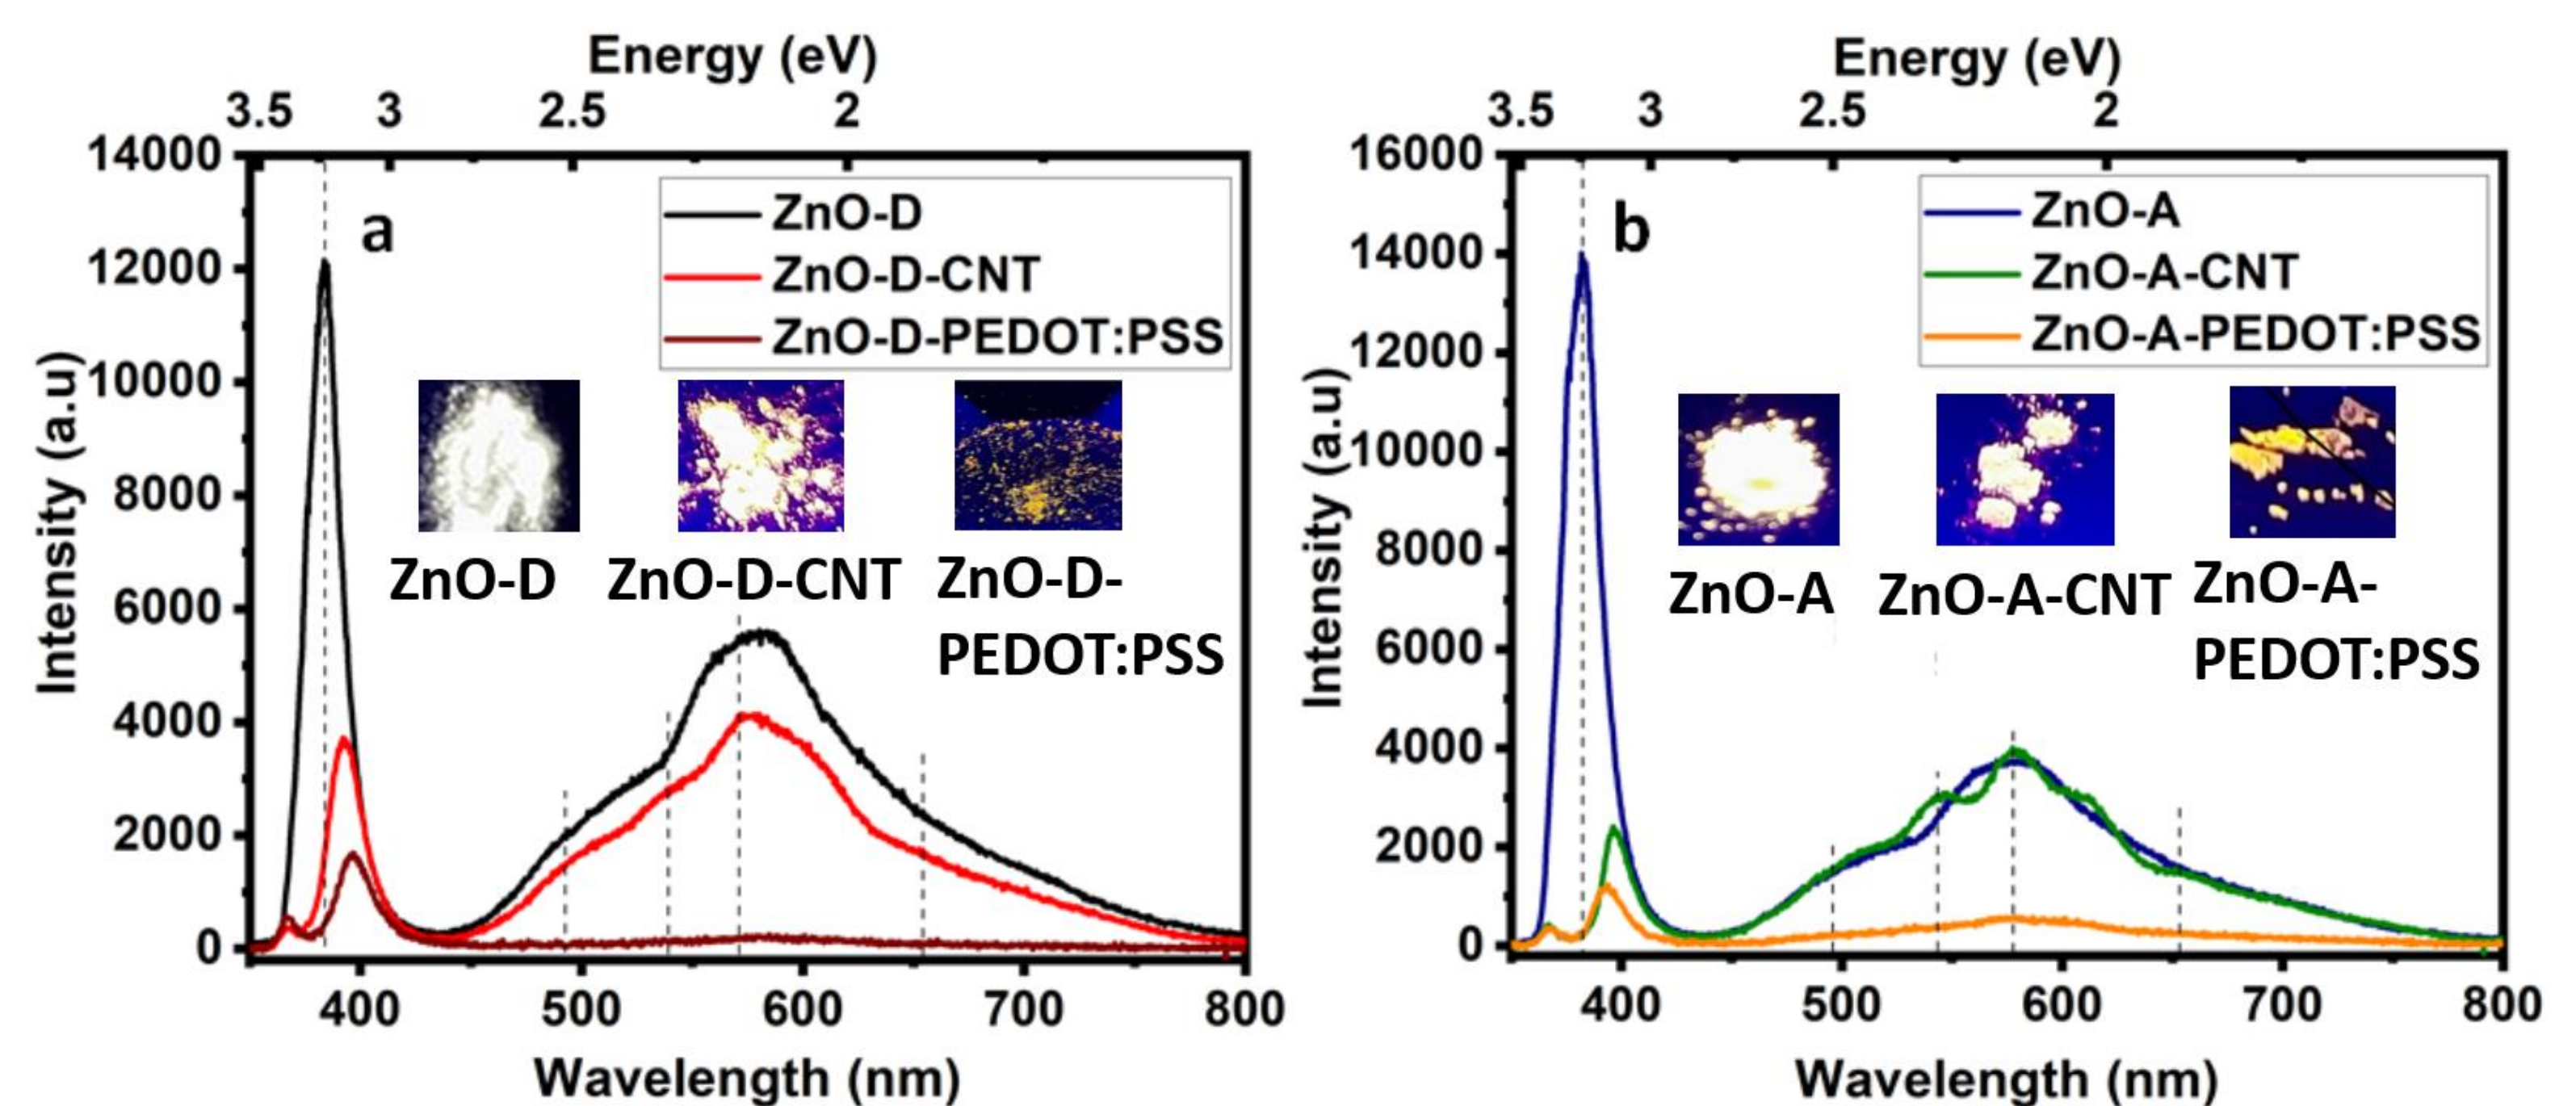 Energy (eV)
3.5 3 2.5 2
14000
12000
10000
8000
6000
4000
2000
0
Intensity (a.u)
a
ZnO-D
ZnO-D-CNT
ZnO-D-PEDOT:PSS
ZnO-D
ZnO-D-CNT
ZnO-D-
PEDOT:PSS
400 500 600 700 800
Wavelength (nm)
Energy (eV)
3.5 3 2.5 2
16000
14000
12000
10000
8000
6000
4000
2000
0
Intensity (a.u)
b
ZnO-A
ZnO-A-CNT
ZnO-A-PEDOT:PSS
ZnO-A
ZnO-A-CNT
ZnO-A-
PEDOT:PSS
400 500 600 700 800
Wavelength (nm)